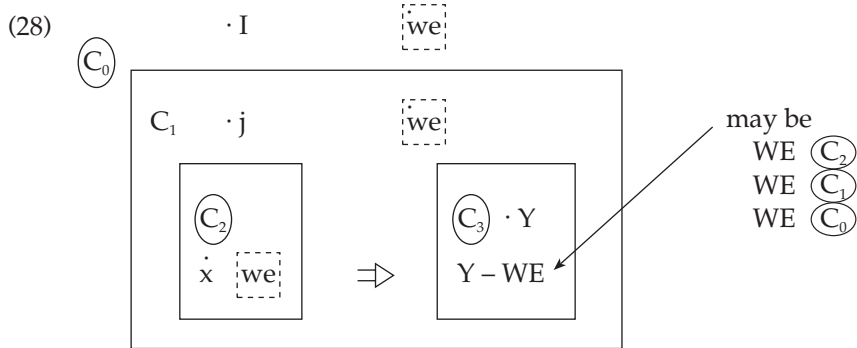 (28) · I we
C₀
C₁ · j we may be
WE C₂
WE C₁
C₂ C₃ · Y WE C₀
ẋ we ⇒ Y – WE